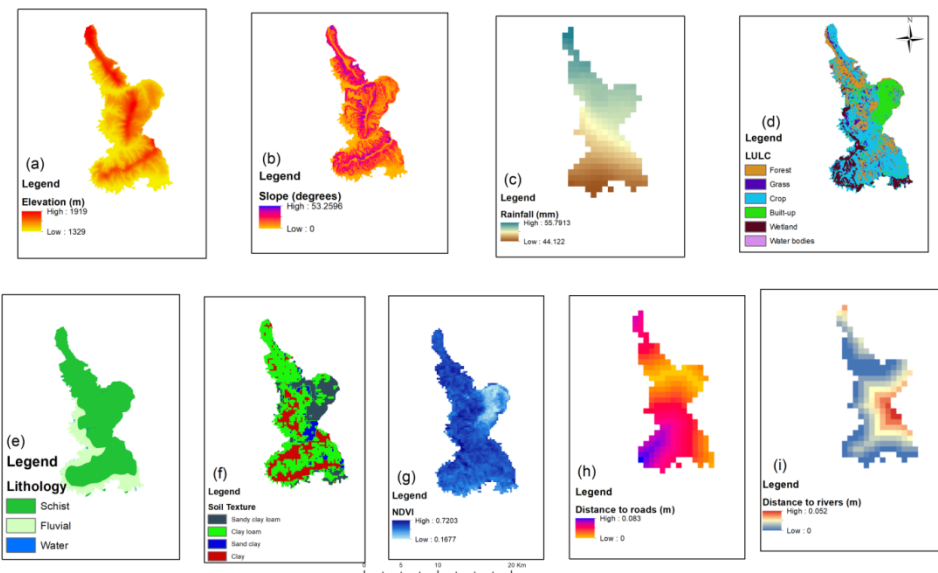 (a)
Legend
Elevation (m)
High : 1919
Low : 1329
(b)
Legend
Slope (degrees)
High : 53.2596
Low : 0
(c)
Legend
Rainfall (mm)
High : 55.7913
Low : 44.122
N
(d)
Legend
LULC
Forest
Grass
Crop
Built-up
Wetland
Water bodies
(e)
Legend
Lithology
Schist
Fluvial
Water
(f)
Legend
Soil Texture
Sandy clay loam
Clay loam
Sand clay
Clay
(g)
Legend
NDVI
High : 0.7203
Low : 0.1677
(h)
Legend
Distance to roads (m)
High : 0.083
Low : 0
(i)
Legend
Distance to rivers (m)
High : 0.052
Low : 0
0 5 10 20 Km